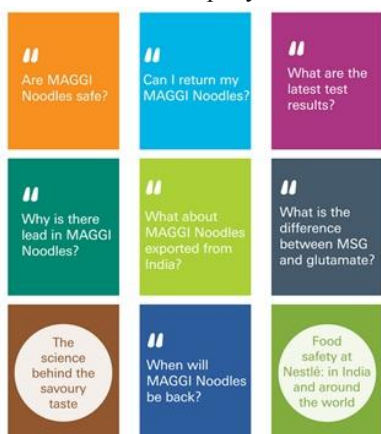 Are MAGGI
Noodles safe?
Can I return my
MAGGI Noodles?
What are the
latest test
results?
Why is there
lead in MAGGI
Noodles?
What about
MAGGI Noodles
exported from
India?
What is the
difference
between MSG
and glutamate?
The
science
behind the
savoury
taste
When will
MAGGI Noodles
be back?
Food
safety at
Nestlé: in India
and around
the world